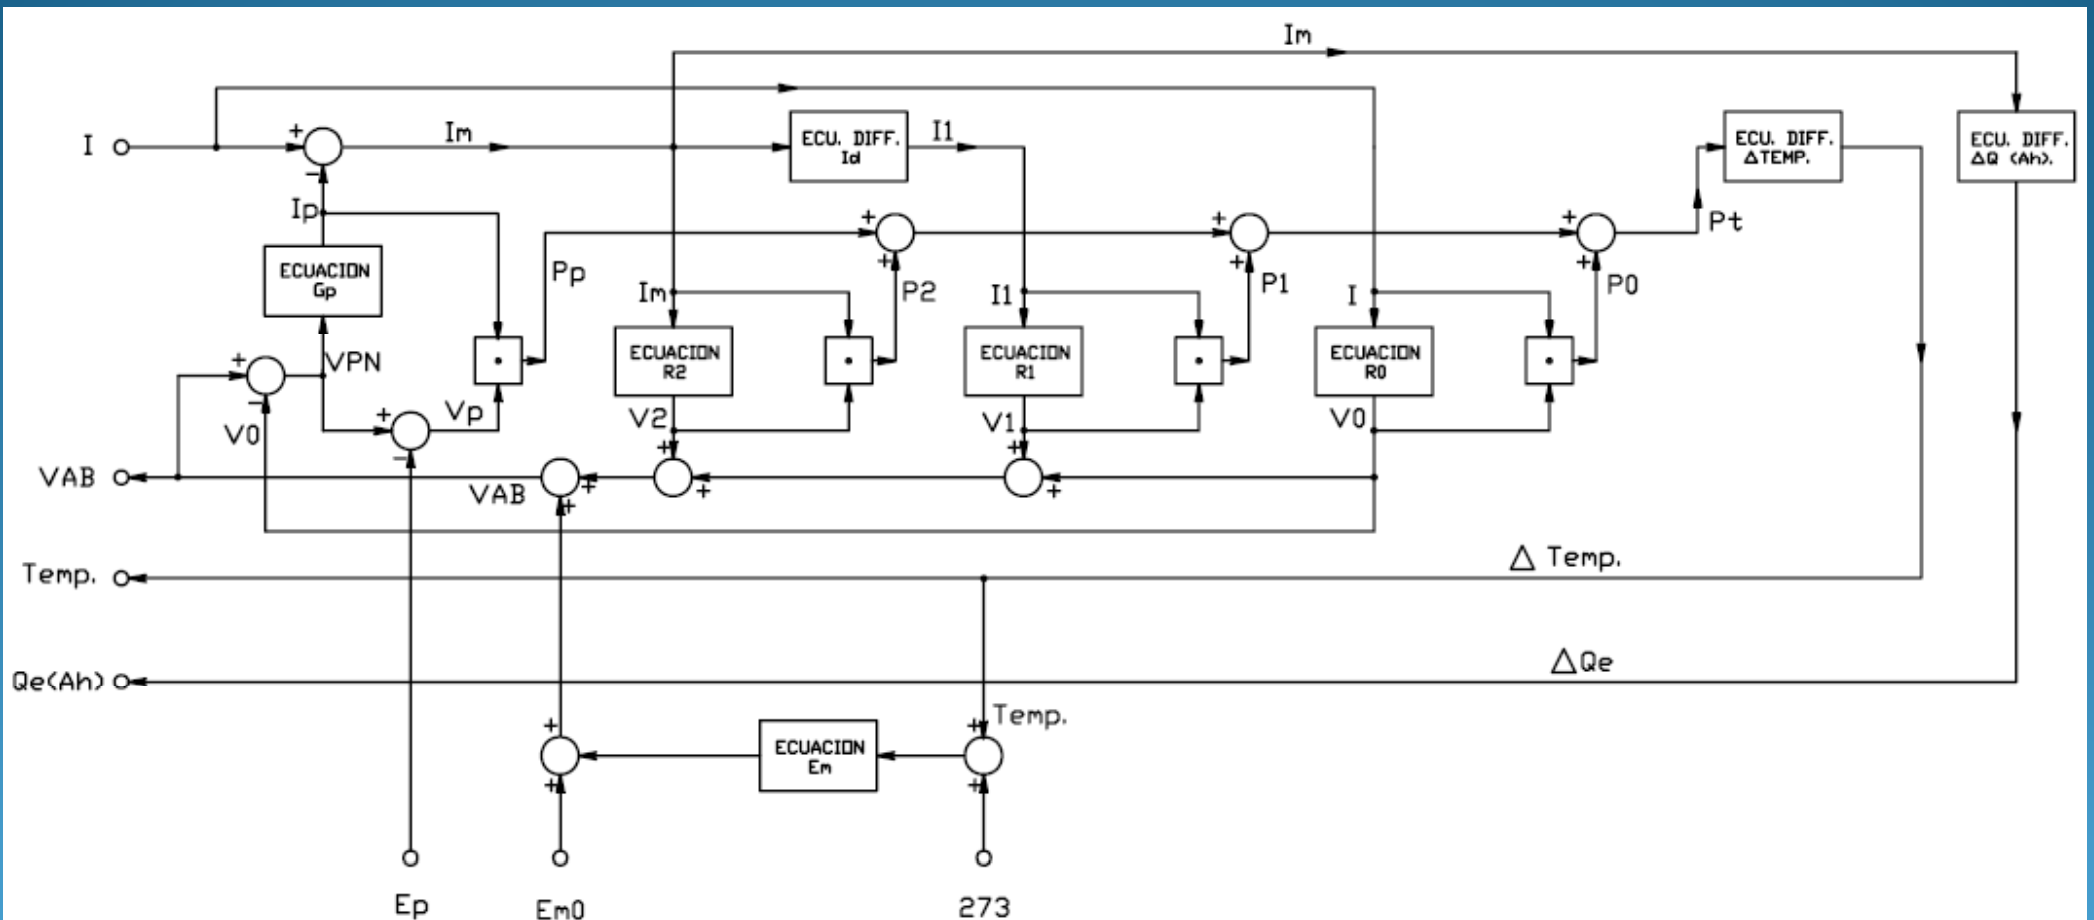 Im
I
+
Im
ECU. DIFF.
Id
I1
ECU. DIFF.
ΔTEMP.
ECU. DIFF.
ΔQ (Ah).
-
Ip
+
+
+
Pt
ECUACION
Gp
Pp
+
P2
+
P1
+
P0
Im
I1
I
+
VPN
ECUACION
R2
ECUACION
R1
ECUACION
R0
-
V0
+
Vp
V2
V1
V0
-
+
+
VAB
VAB
+
+
+
+
Δ Temp.
Temp.
ΔQe
Qe(Ah)
+
+
Temp.
ECUACION
Em
+
+
Ep
Em0
273